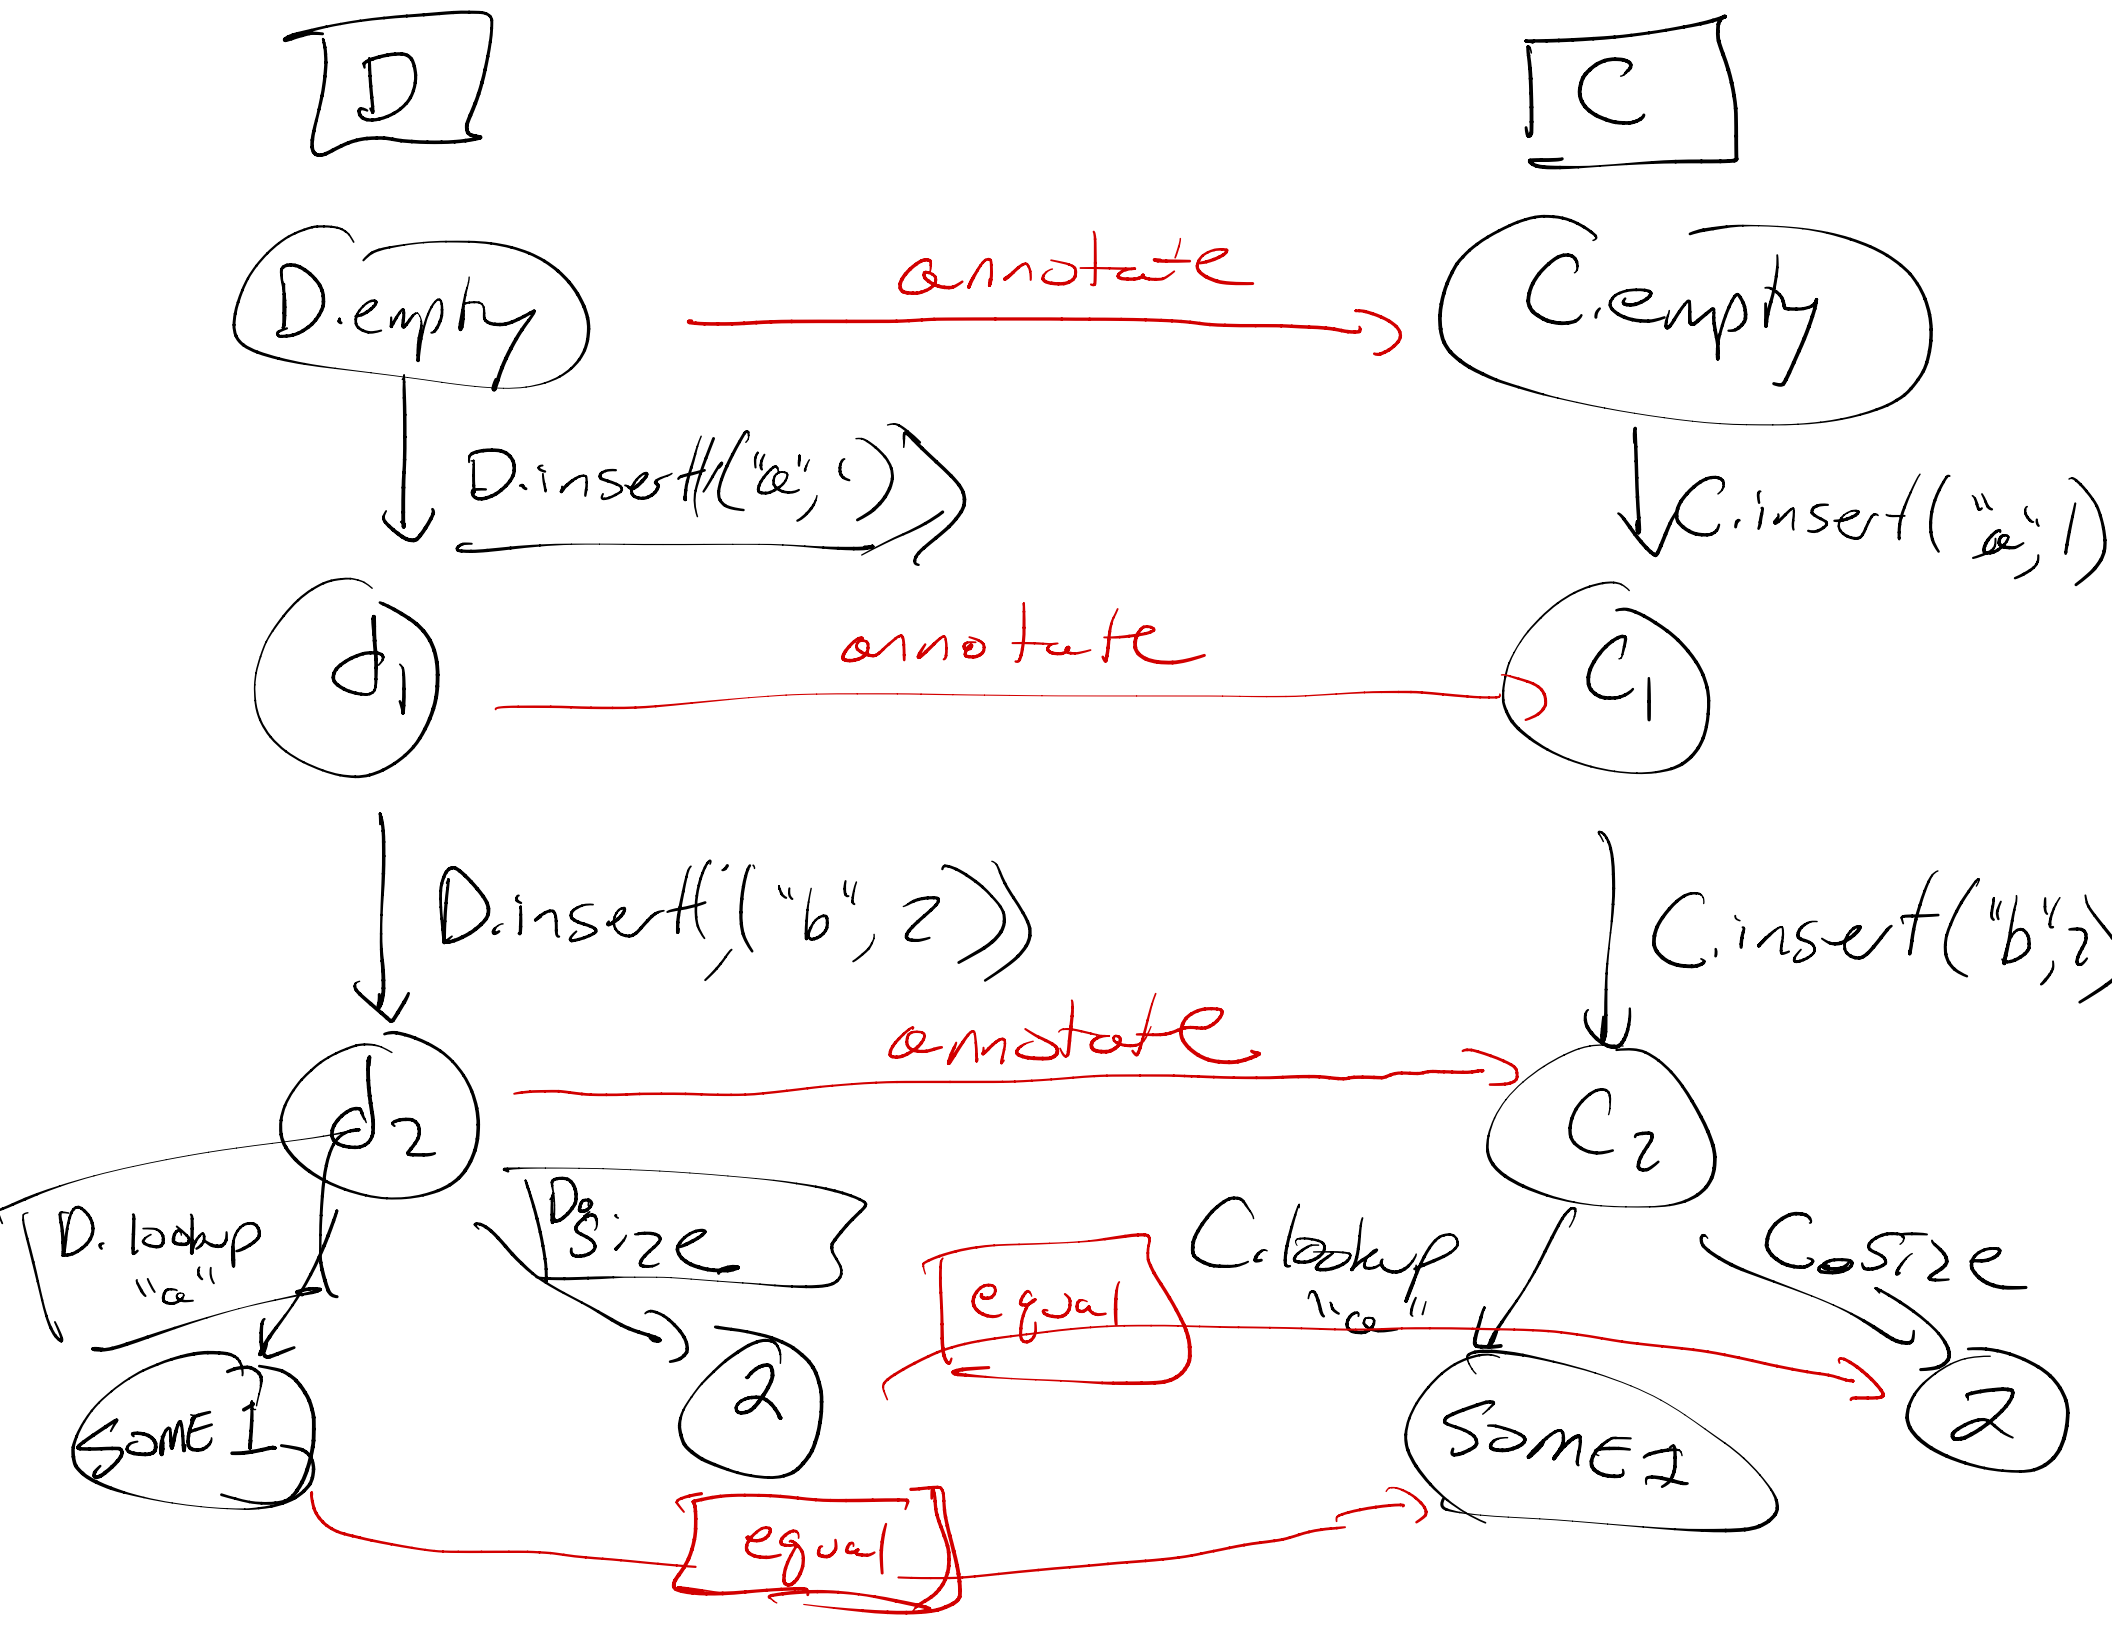 D
C
D.empty
annotate
C.empty
D.insert(("a", 1))
C.insert("a", 1)
d1
annotate
C1
D.insert(("b", 2))
C.insert("b", 2)
annotate
d2
C2
D. lookup "a"
D. size
equal
C. lookup "a"
C. size
SOME 1
2
SOME 1
2
equal